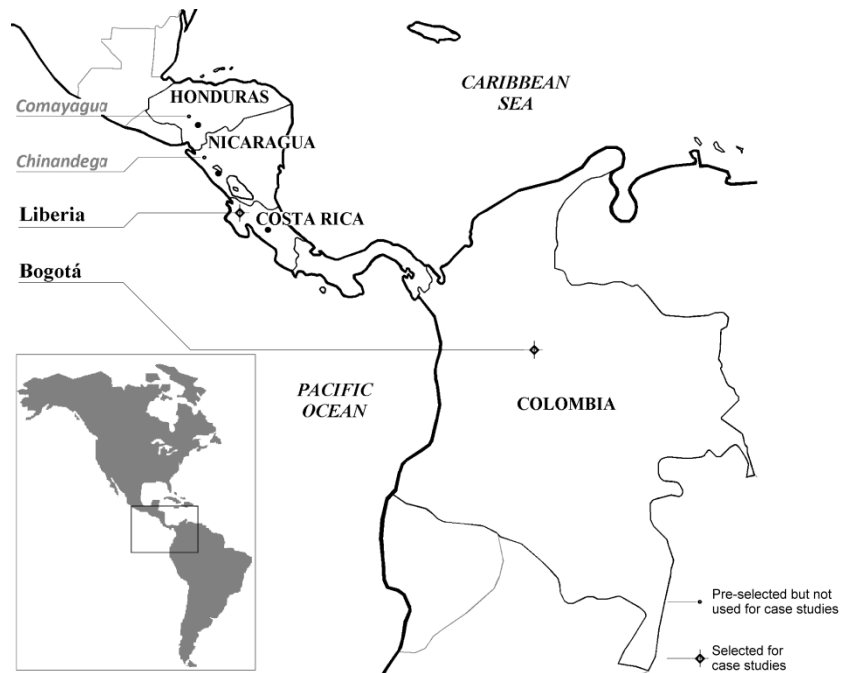 CARIBBEAN
SEA
HONDURAS
Comayagua
NICARAGUA
Chinandega
Liberia
COSTA RICA
Bogotá
PACIFIC
OCEAN
COLOMBIA
Pre-selected but not
used for case studies
Selected for
case studies